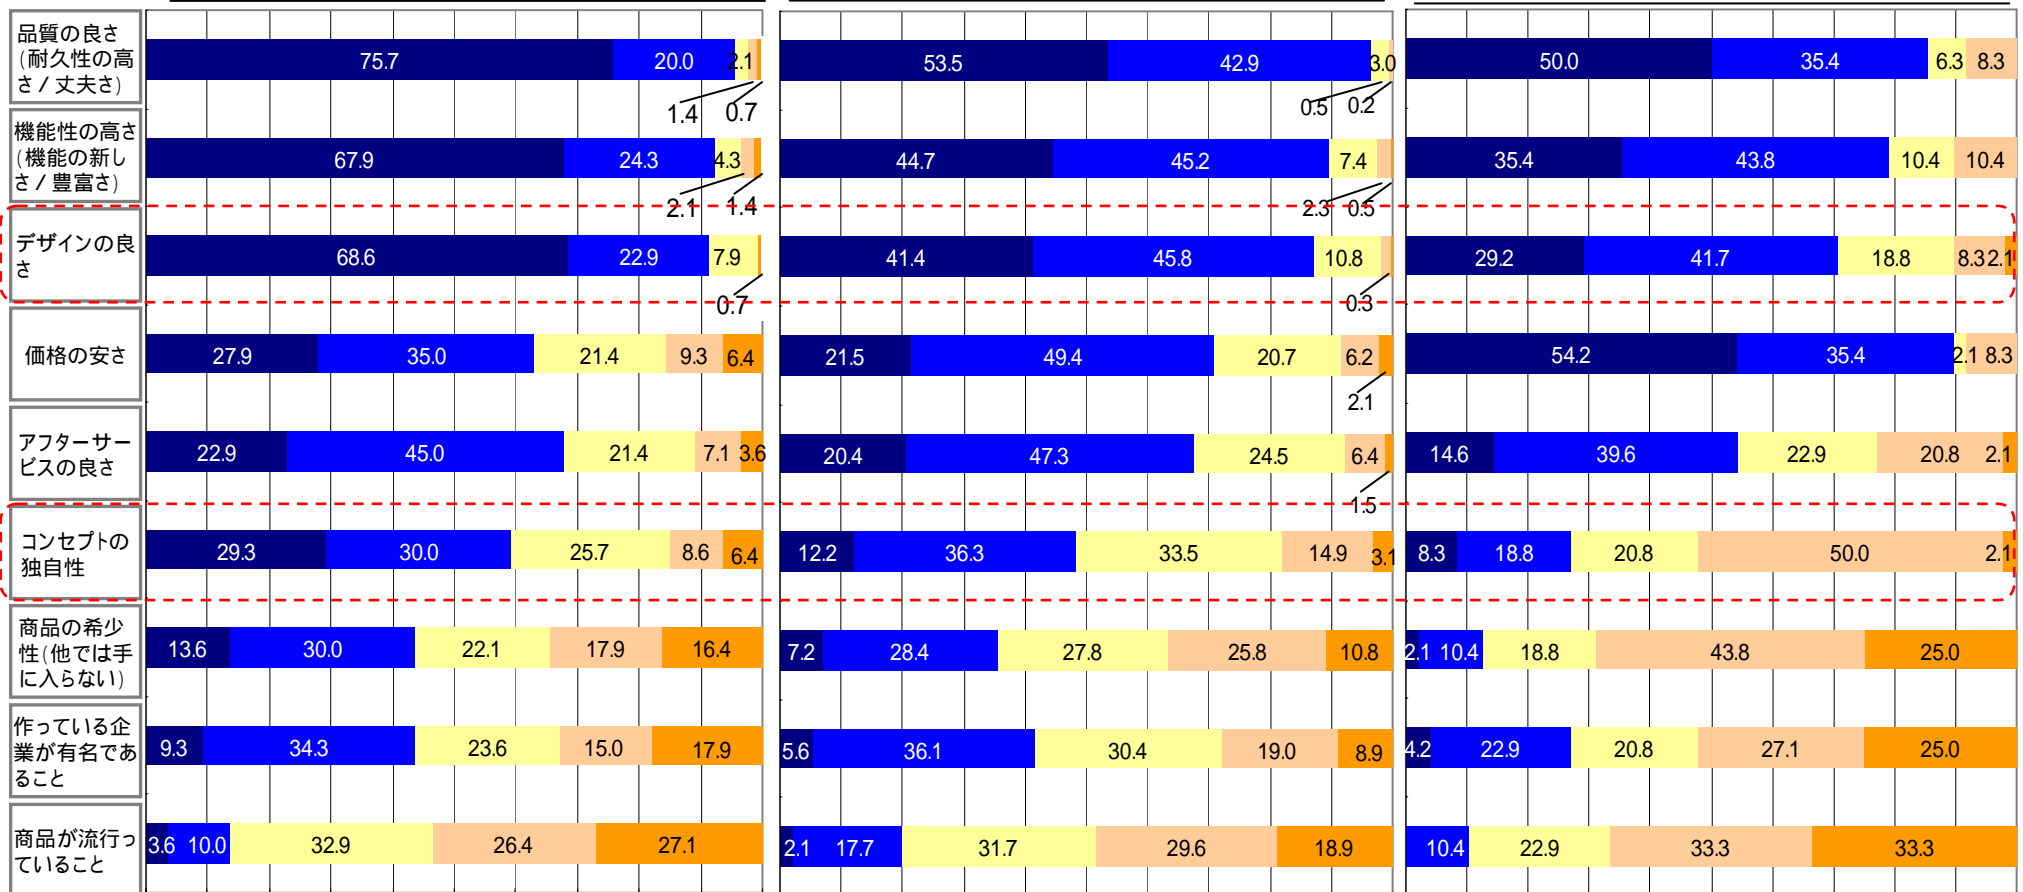 品質の良さ
(耐久性の高
さ/丈夫さ)
75.7 20.0 2.1
1.4 0.7
53.5 42.9 3.0
0.5 0.2
50.0 35.4 6.3 8.3
機能性の高さ
(機能の新し
さ/豊富さ)
67.9 24.3 4.3
2.1 1.4
44.7 45.2 7.4
2.3 0.5
35.4 43.8 10.4 10.4
デザインの良
さ
68.6 22.9 7.9
0.7
41.4 45.8 10.8
0.3
29.2 41.7 18.8 8.3 2.1
価格の安さ
27.9 35.0 21.4 9.3 6.4
21.5 49.4 20.7 6.2
2.1
54.2 35.4 2.1 8.3
アフターサー
ビスの良さ
22.9 45.0 21.4 7.1 3.6
20.4 47.3 24.5 6.4
1.5
14.6 39.6 22.9 20.8 2.1
コンセプトの
独自性
29.3 30.0 25.7 8.6 6.4
12.2 36.3 33.5 14.9 3.1
8.3 18.8 20.8 50.0 2.1
商品の希少
性(他では手
に入らない)
13.6 30.0 22.1 17.9 16.4
7.2 28.4 27.8 25.8 10.8
2.1 10.4 18.8 43.8 25.0
作っている企
業が有名であ
ること
9.3 34.3 23.6 15.0 17.9
5.6 36.1 30.4 19.0 8.9
4.2 22.9 20.8 27.1 25.0
商品が流行っ
ていること
3.6 10.0 32.9 26.4 27.1
2.1 17.7 31.7 29.6 18.9
10.4 22.9 33.3 33.3